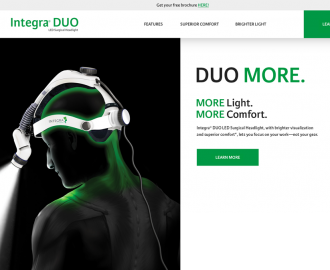 Get your free brochure HERE!
Integra® DUO
LED Surgical Headlight
FEATURES
SUPERIOR COMFORT
BRIGHTER LIGHT
LEA
DUO MORE.
MORE Light.
MORE Comfort.
Integra® DUO LED Surgical Headlight, with brighter visualization
and superior comfort*, lets you focus on your work—not your gear.
LEARN MORE